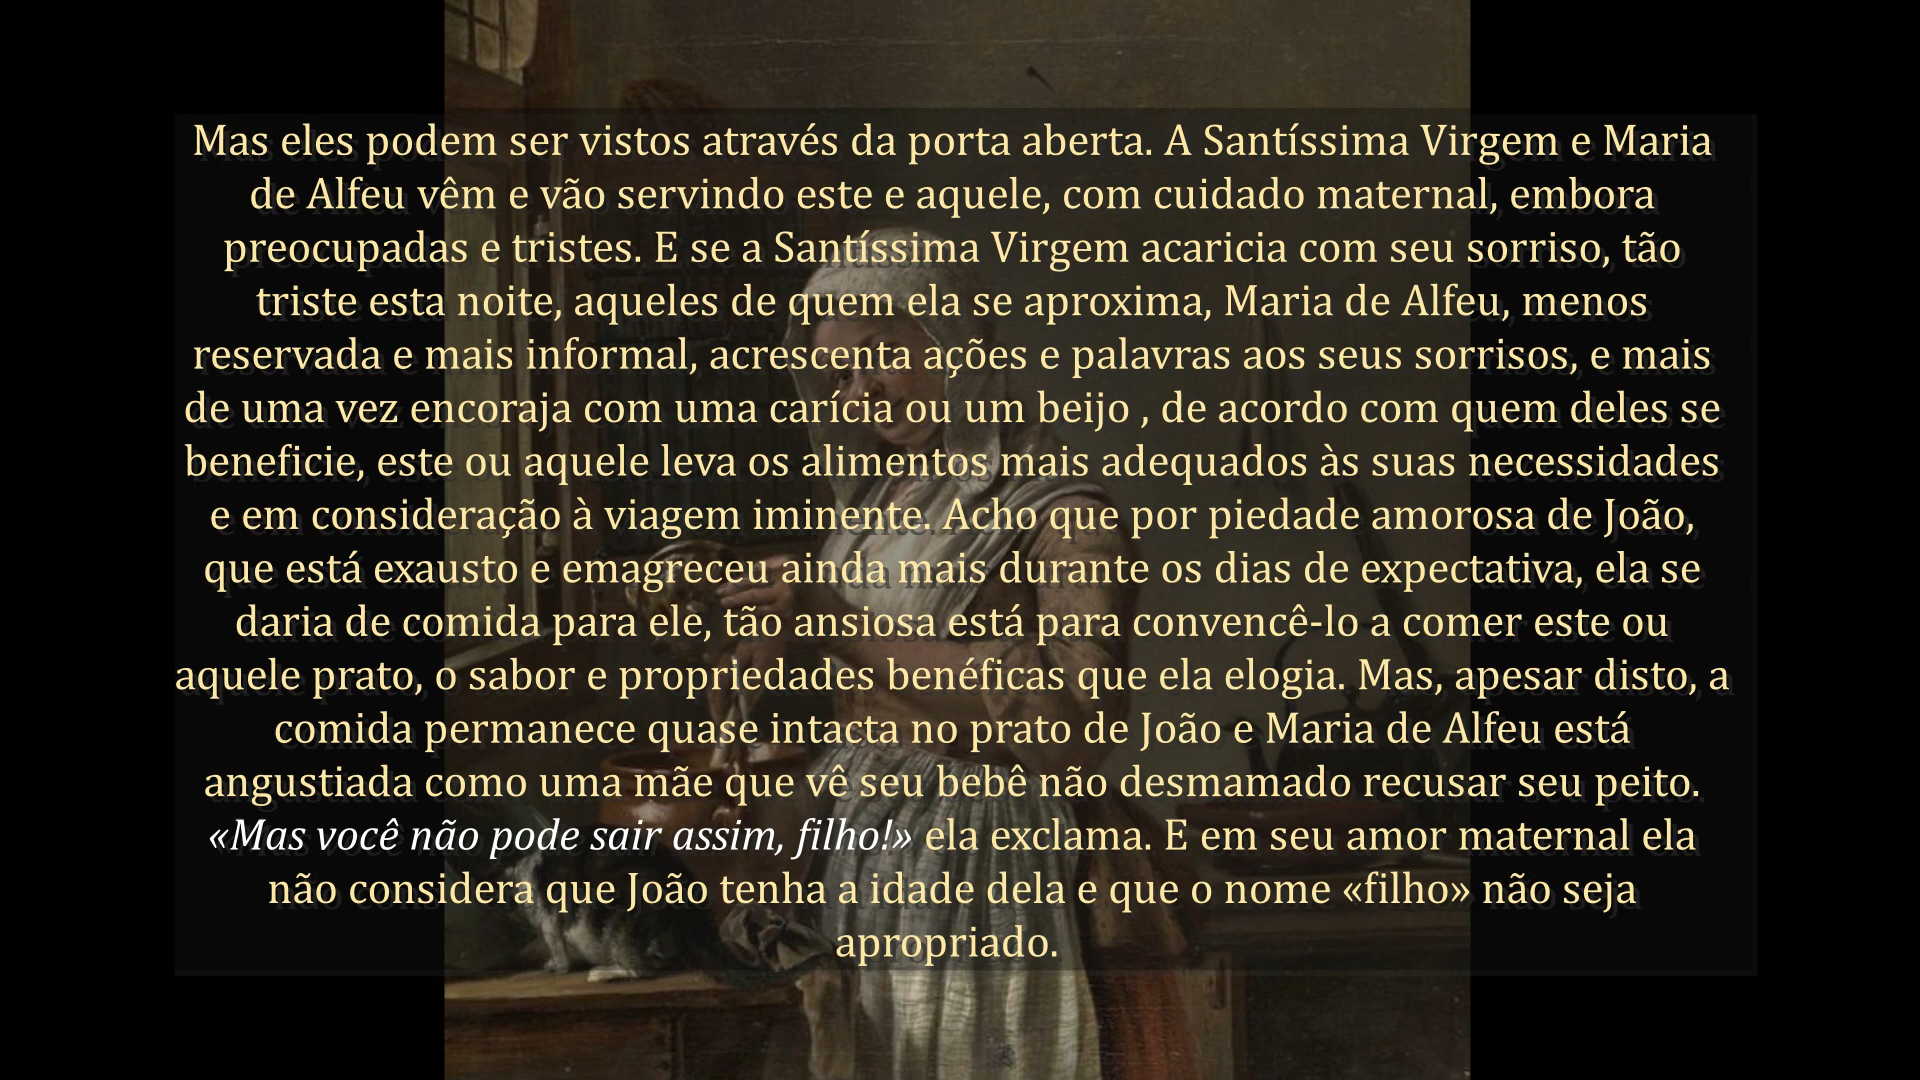 Mas eles podem ser vistos através da porta aberta. A Santíssima Virgem e Maria
de Alfeu vêm e vão servindo este e aquele, com cuidado maternal, embora
preocupadas e tristes. E se a Santíssima Virgem acaricia com seu sorriso, tão
triste esta noite, aqueles de quem ela se aproxima, Maria de Alfeu, menos
reservada e mais informal, acrescenta ações e palavras aos seus sorrisos, e mais
de uma vez encoraja com uma carícia ou um beijo , de acordo com quem deles se
beneficie, este ou aquele leva os alimentos mais adequados às suas necessidades
e em consideração à viagem iminente. Acho que por piedade amorosa de João,
que está exausto e emagreceu ainda mais durante os dias de expectativa, ela se
daria de comida para ele, tão ansiosa está para convencê-lo a comer este ou
aquele prato, o sabor e propriedades benéficas que ela elogia. Mas, apesar disto, a
comida permanece quase intacta no prato de João e Maria de Alfeu está
angustiada como uma mãe que vê seu bebê não desmamado recusar seu peito.
«Mas você não pode sair assim, filho!» ela exclama. E em seu amor maternal ela
não considera que João tenha a idade dela e que o nome «filho» não seja
apropriado.